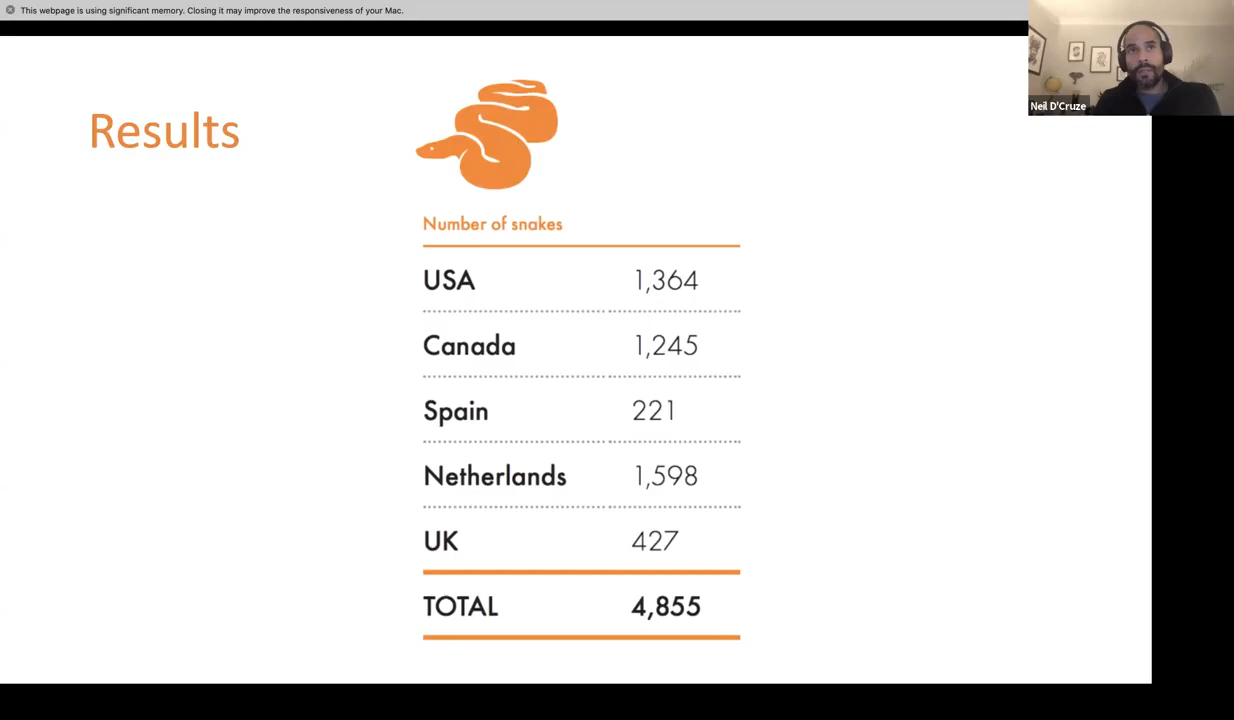 This webpage is using significant memory. Closing it may improve the responsiveness of your Mac.
Neil D'Cruze
Results
Number of snakes
USA 1,364
Canada 1,245
Spain 221
Netherlands 1,598
UK 427
TOTAL 4,855